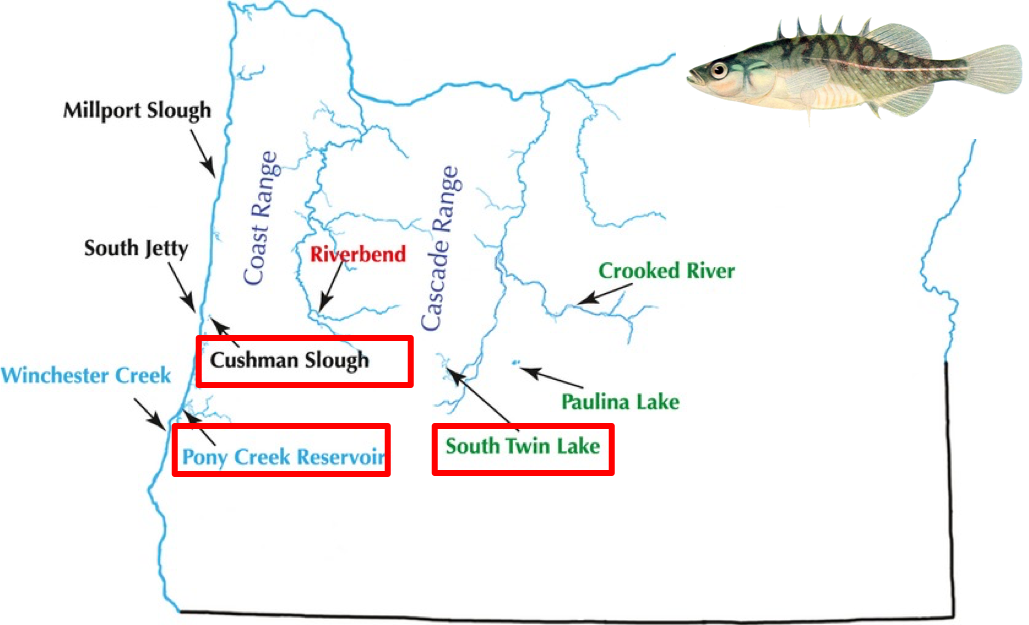 Millport Slough
Coast Range
Cascade Range
South Jetty
Riverbend
Crooked River
Cushman Slough
Winchester Creek
Paulina Lake
South Twin Lake
Pony Creek Reservoir